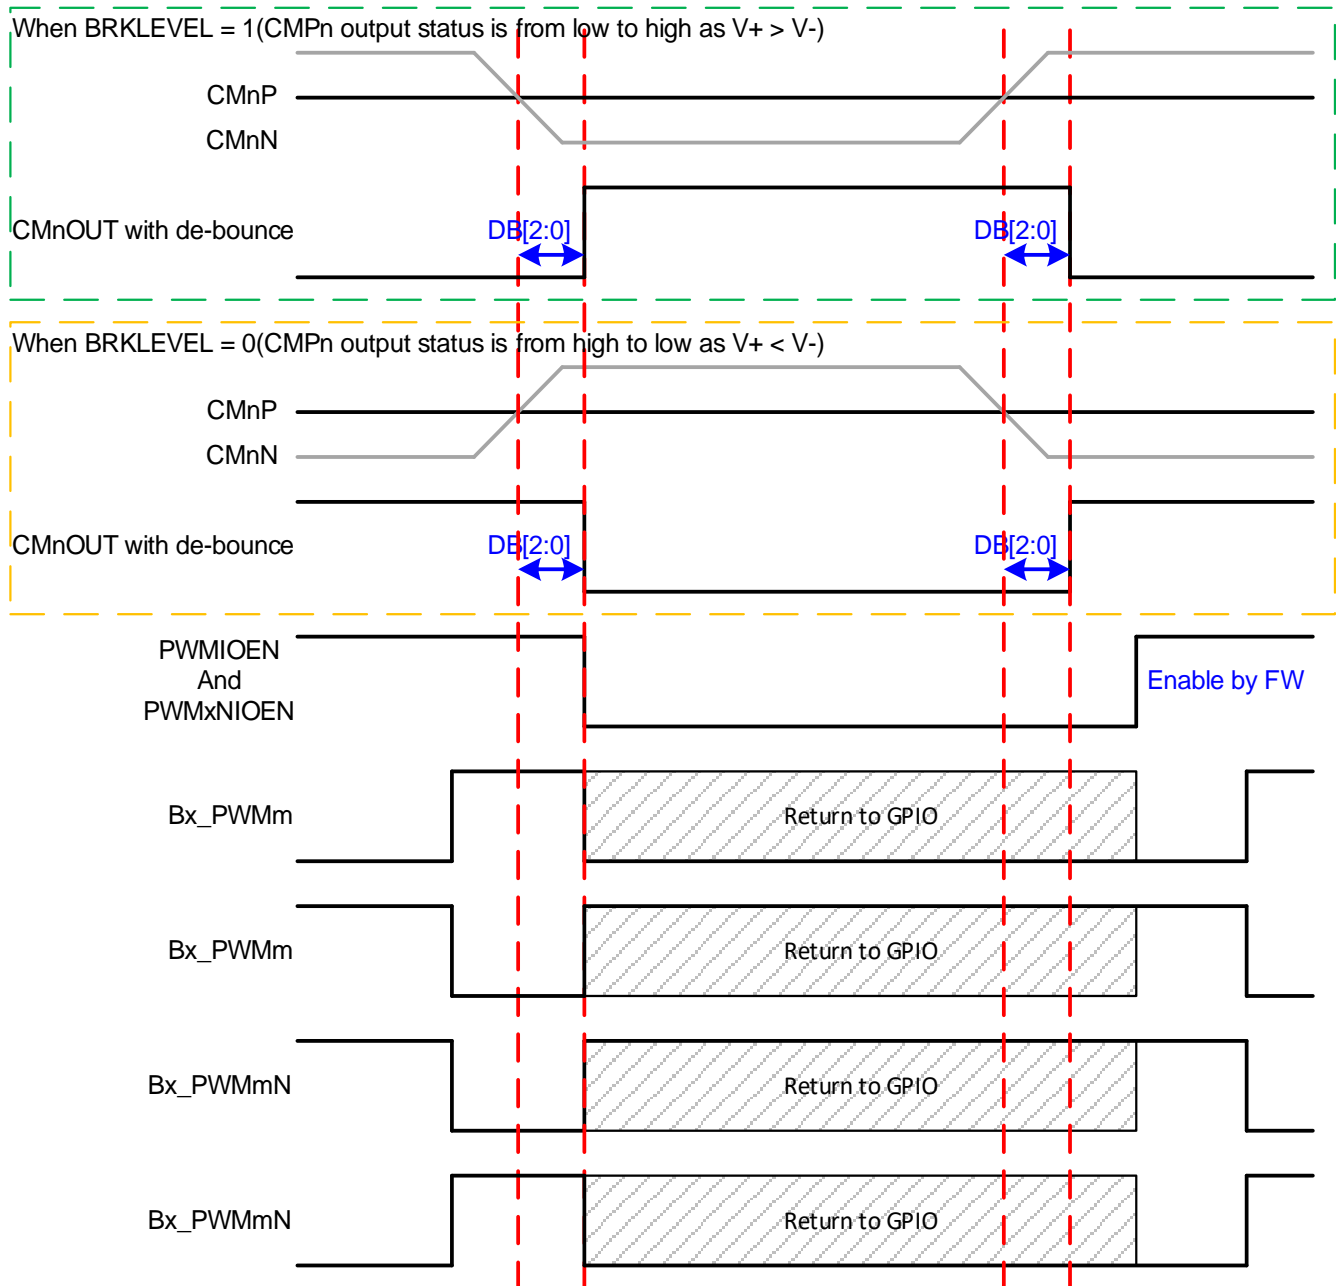 When BRKLEVEL = 1(CMPn output status is from low to high as V+ > V-)
CMnP
CMnN
CMnOUT with de-bounce
DB[2:0]
DB[2:0]
When BRKLEVEL = 0(CMPn output status is from high to low as V+ < V-)
CMnP
CMnN
CMnOUT with de-bounce
DB[2:0]
DB[2:0]
PWMIOEN
And
PWMxNIOEN
Enable by FW
Bx_PWMm
Return to GPIO
Bx_PWMm
Return to GPIO
Bx_PWMmN
Return to GPIO
Bx_PWMmN
Return to GPIO